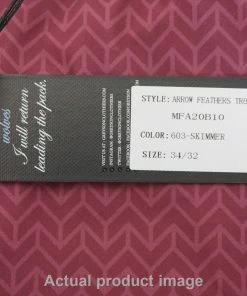 wolves
I will return
leading the pack.
STYLE: ARROW FEATHERS TRO
MFA20B10
COLOR: 603-SKIMMER
SIZE: 34/32
Actual product image